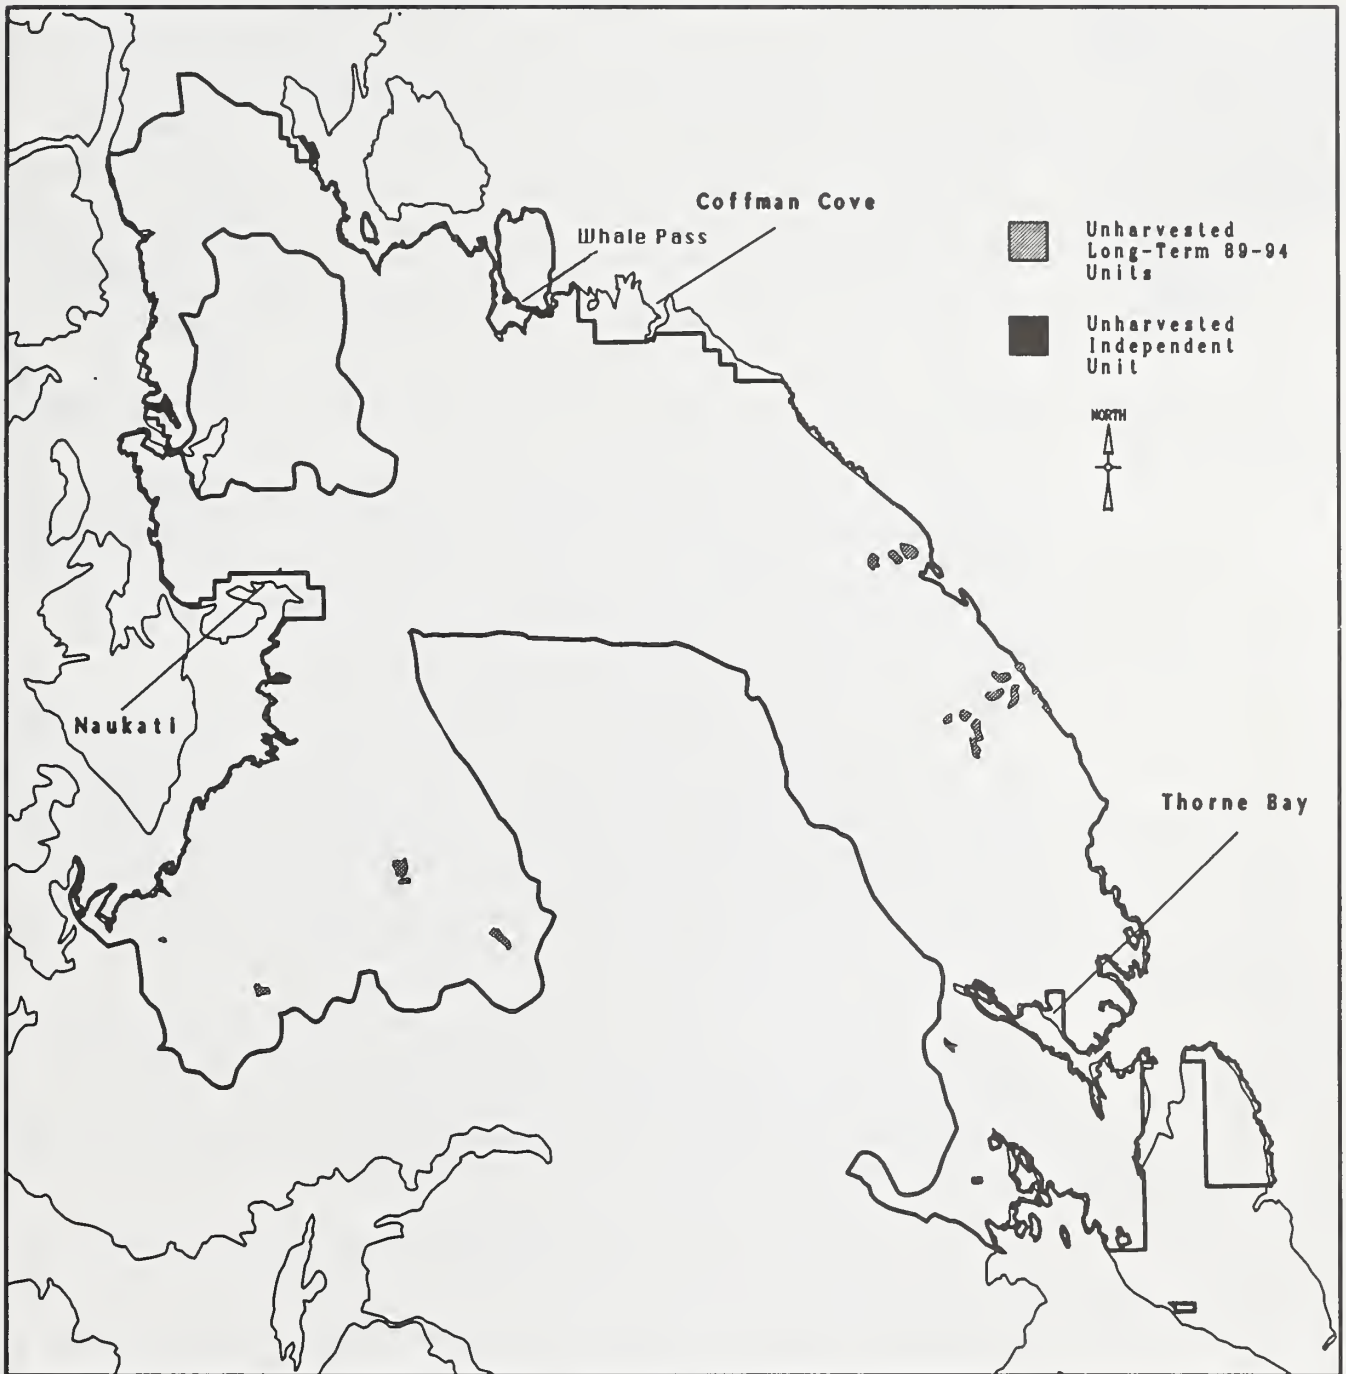 Coffman Cove
Whale Pass
Unharvested
Long-Term 89-94
Units
Unharvested
Independent
Unit
NORTH
Naukati
Thorne Bay